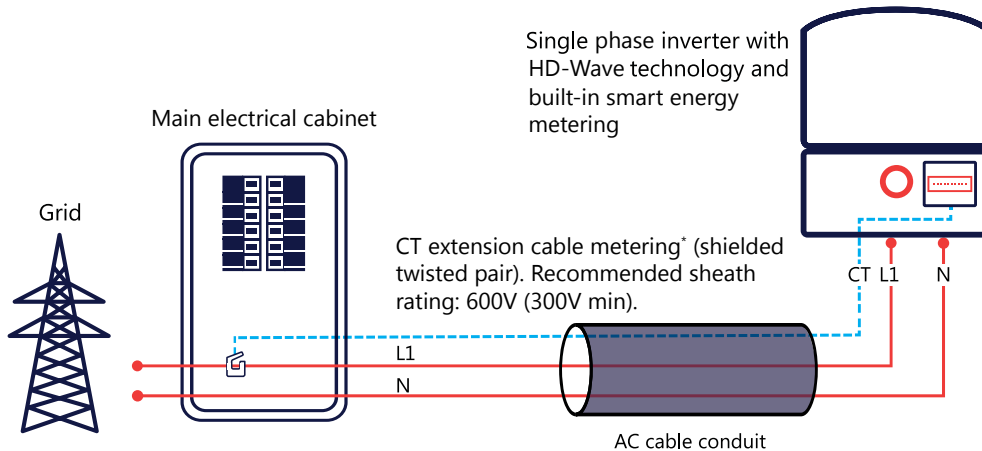 Single phase inverter with
HD-Wave technology and
built-in smart energy
metering
Main electrical cabinet
Grid
CT extension cable metering* (shielded
twisted pair). Recommended sheath
rating: 600V (300V min).
CT L1 N
L1
N
AC cable conduit